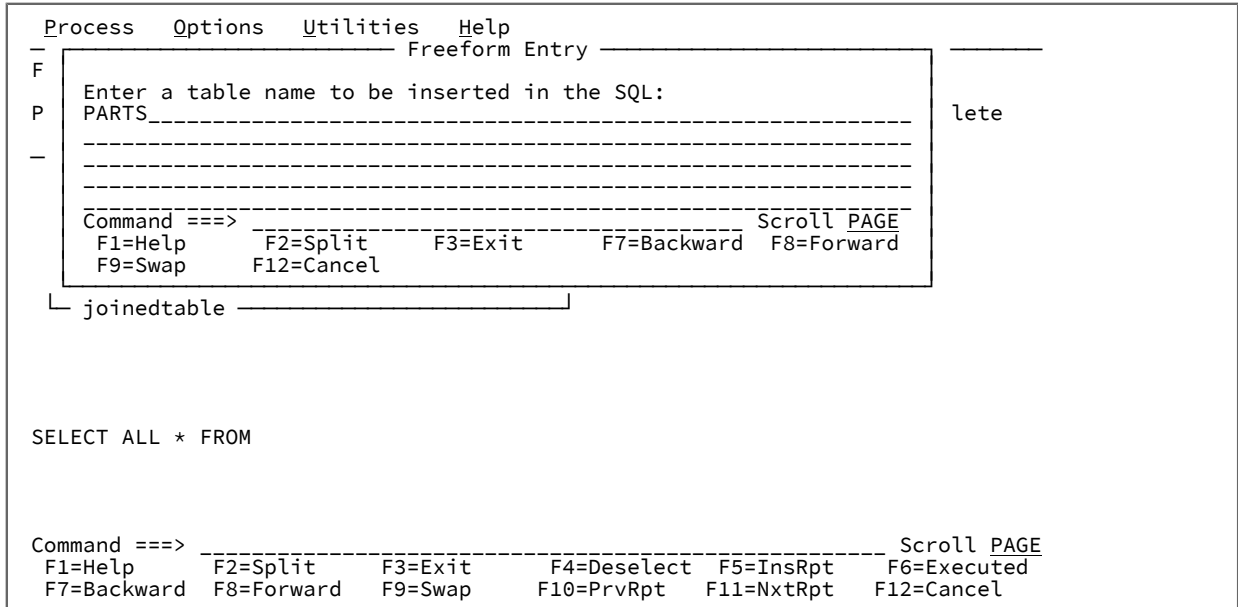 Process   Options   Utilities   Help
Freeform Entry
F
Enter a table name to be inserted in the SQL:
P   PARTS_   lete
Command ===>   Scroll PAGE
F1=Help   F2=Split   F3=Exit   F7=Backward   F8=Forward
F9=Swap   F12=Cancel
joinedtable
SELECT ALL * FROM
Command ===>   Scroll PAGE
F1=Help   F2=Split   F3=Exit   F4=Deselect   F5=InsRpt   F6=Executed
F7=Backward   F8=Forward   F9=Swap   F10=PrvRpt   F11=NxtRpt   F12=Cancel